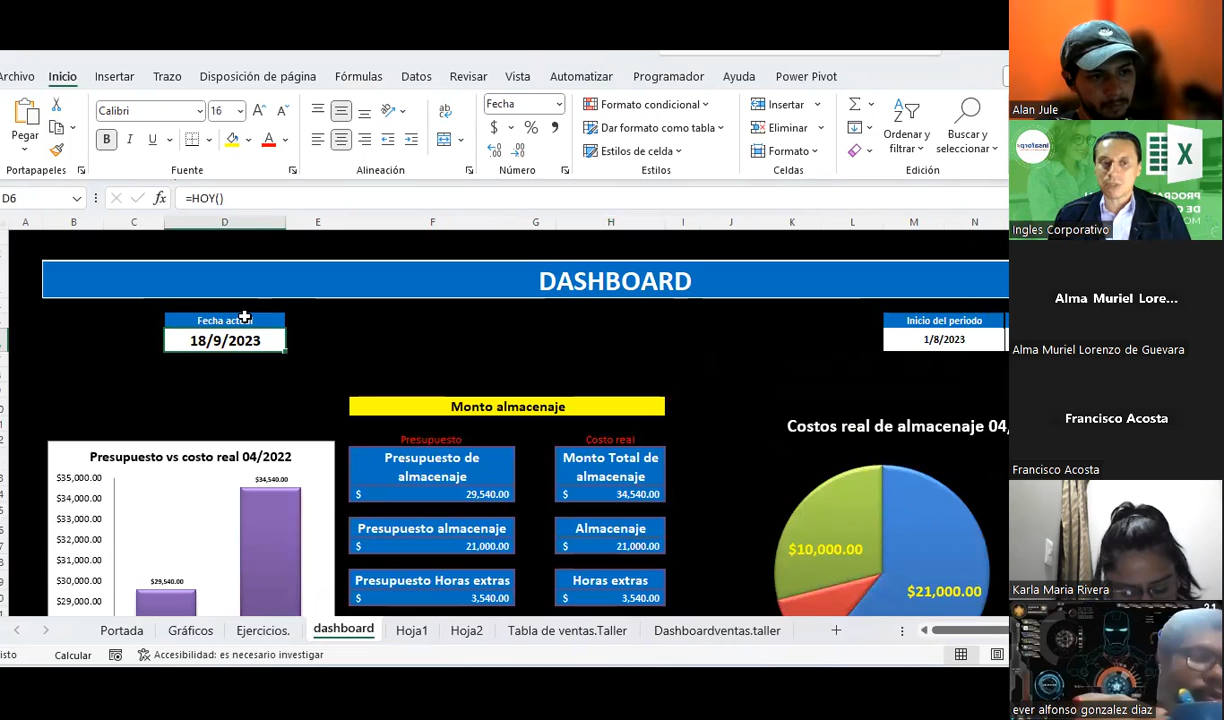 Archivo Inicio Insertar Trazo Disposición de página Fórmulas Datos Revisar Vista Automatizar Programador Ayuda Power Pivot
Pegar
Calibri 16
N K S
Fecha
$ % 000
Formato condicional
Dar formato como tabla
Estilos de celda
Insertar
Eliminar
Formato
Ordenar y filtrar
Buscar y seleccionar
Portapapeles Fuente Alineación Número Estilos Celdas Edición
D6 fx =HOY()
A B C D E F G H I J K L M N
DASHBOARD
Fecha actual
18/9/2023
Inicio del periodo
1/8/2023
Monto almacenaje
Presupuesto Costo real
Presupuesto de almacenaje
$ 29,540.00
Monto Total de almacenaje
$ 34,540.00
Presupuesto almacenaje
$ 21,000.00
Almacenaje
$ 21,000.00
Presupuesto Horas extras
$ 3,540.00
Horas extras
$ 3,540.00
Presupuesto vs costo real 04/2022
$35,000.00
$34,000.00
$33,000.00
$32,000.00
$31,000.00
$30,000.00
$29,000.00
$29,540.00
$34,540.00
Costos real de almacenaje 04/
$10,000.00
$21,000.00
Portada Gráficos Ejercicios. dashboard Hoja1 Hoja2 Tabla de ventas.Taller Dashboardventas.taller
Calcular Accesibilidad: es necesario investigar
Alan Jule
Insaforp
Ingles Corporativo
Alma Muriel Lore...
Alma Muriel Lorenzo de Guevara
Francisco Acosta
Francisco Acosta
Karla Maria Rivera
ever alfonso gonzalez diaz